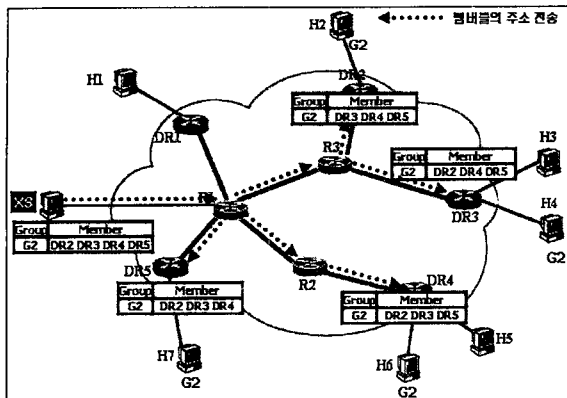 멤버들의 주소 전송
H2
G2
H1
DR2
Group Member
G2 DR3 DR4 DR5
DR1
R3
Group Member
G2 DR2 DR4 DR5
H3
XS
DR3
H4
Group Member
G2 DR2 DR3 DR4 DR5
G2
DR5
R2
DR4
Group Member
G2 DR2 DR3 DR4
Group Member
G2 DR2 DR3 DR5
H5
H7
G2
H6
G2